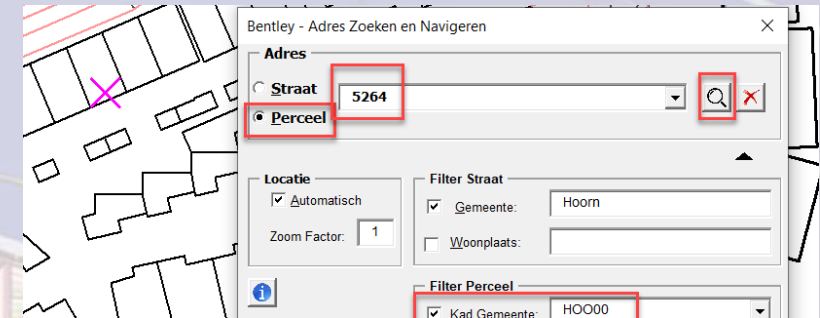 Bentley - Adres Zoeken en Navigeren
Adres
Straat
5264
Perceel
Locatie
Automatisch
Zoom Factor: 1
Filter Straat
Gemeente: Hoorn
Woonplaats:
Filter Perceel
Kad Gemeente: HOO00